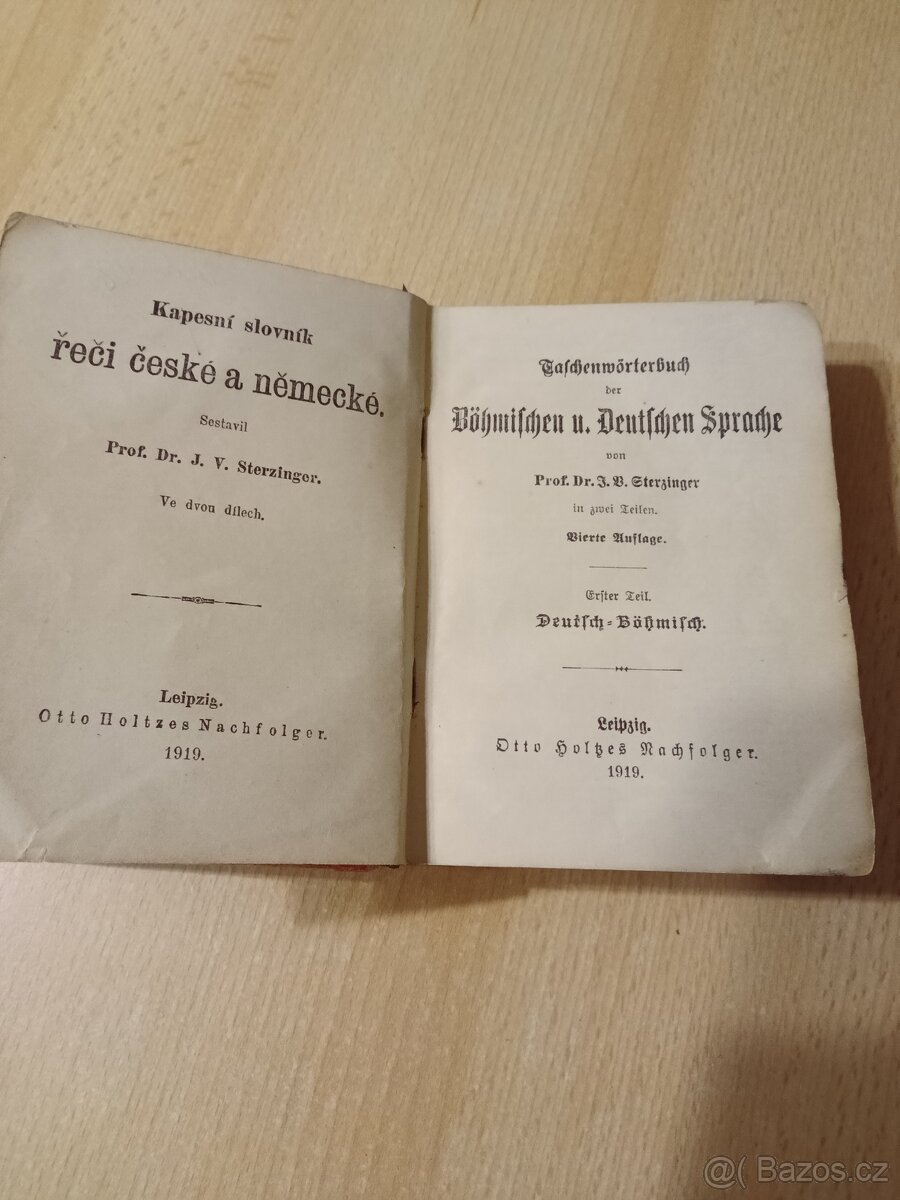 Kapesní slovník
řeči české a německé.
Sestavil
Prof. Dr. J. V. Sterzinger.
Ve dvou dílech.
Leipzig.
Otto Holtzes Nachfolger.
1919.
Taschenwörterbuch
der
Böhmischen u. Deutschen Sprache
von
Prof. Dr. J. V. Sterzinger
in zwei Teilen.
Vierte Auflage.
Erster Teil.
Deutsch-Böhmisch.
Leipzig.
Otto Holtzes Nachfolger.
1919.
@( Bazos.cz